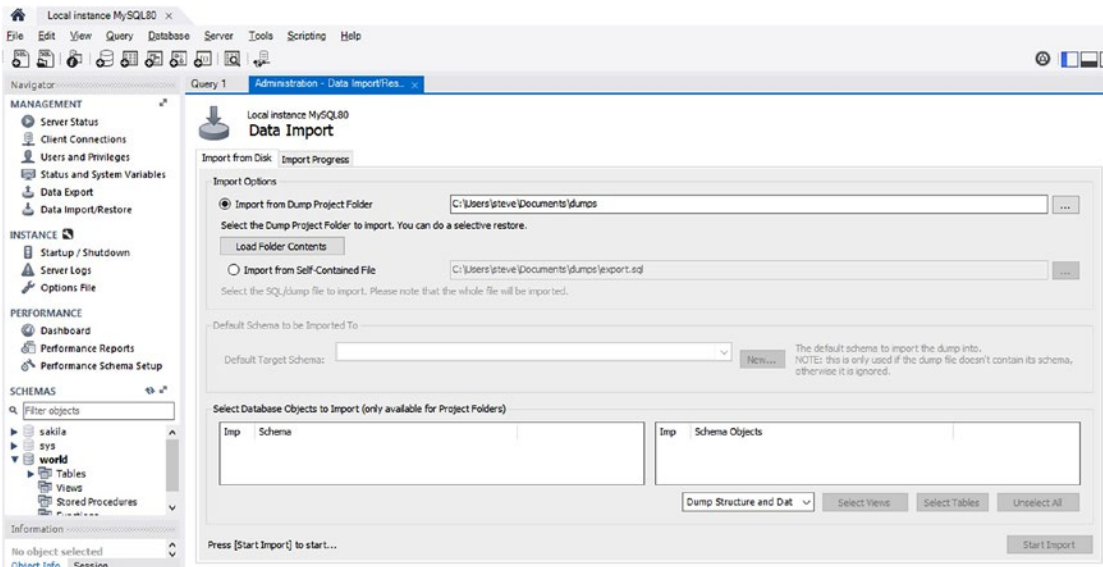 Local instance MySQL80 ×
File Edit View Query Database Server Tools Scripting Help
Navigator
MANAGEMENT
Server Status
Client Connections
Users and Privileges
Status and System Variables
Data Export
Data Import/Restore
INSTANCE
Startup / Shutdown
Server Logs
Options File
PERFORMANCE
Dashboard
Performance Reports
Performance Schema Setup
SCHEMAS
Filter objects
sakila
sys
world
Tables
Views
Stored Procedures
Functions
Information
No object selected
Object Info Session
Query 1 Administration - Data Import/Res... ×
Local instance MySQL80
Data Import
Import from Disk Import Progress
Import Options
Import from Dump Project Folder C:\Users\steve\Documents\dumps ...
Select the Dump Project Folder to import. You can do a selective restore.
Load Folder Contents
Import from Self-Contained File C:\Users\steve\Documents\dumps\export.sql ...
Select the SQL/dump file to import. Please note that the whole file will be imported.
Default Schema to be Imported To
Default Target Schema: New... The default schema to import the dump into.
NOTE: this is only used if the dump file doesn't contain its schema,
otherwise it is ignored.
Select Database Objects to Import (only available for Project Folders)
Imp Schema Imp Schema Objects
Dump Structure and Dat Select Views Select Tables Unselect All
Press [Start Import] to start... Start Import